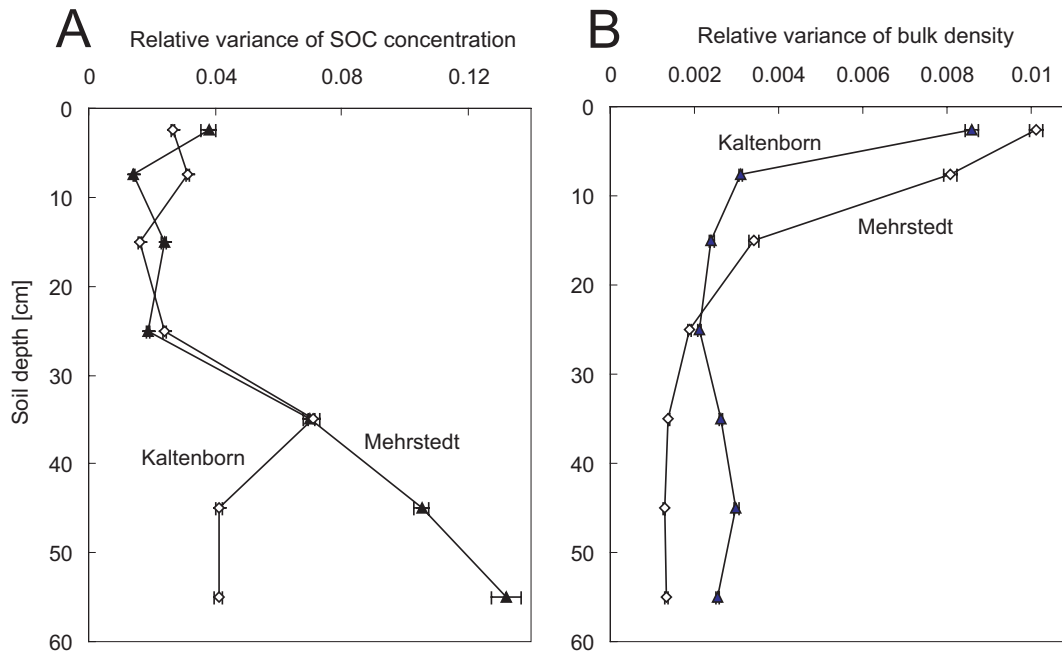 A
Relative variance of SOC concentration
0 0.04 0.08 0.12
0
10
20
30
40
50
60
Soil depth [cm]
Kaltenborn
Mehrstedt
B
Relative variance of bulk density
0 0.002 0.004 0.006 0.008 0.01
0
10
20
30
40
50
60
Kaltenborn
Mehrstedt